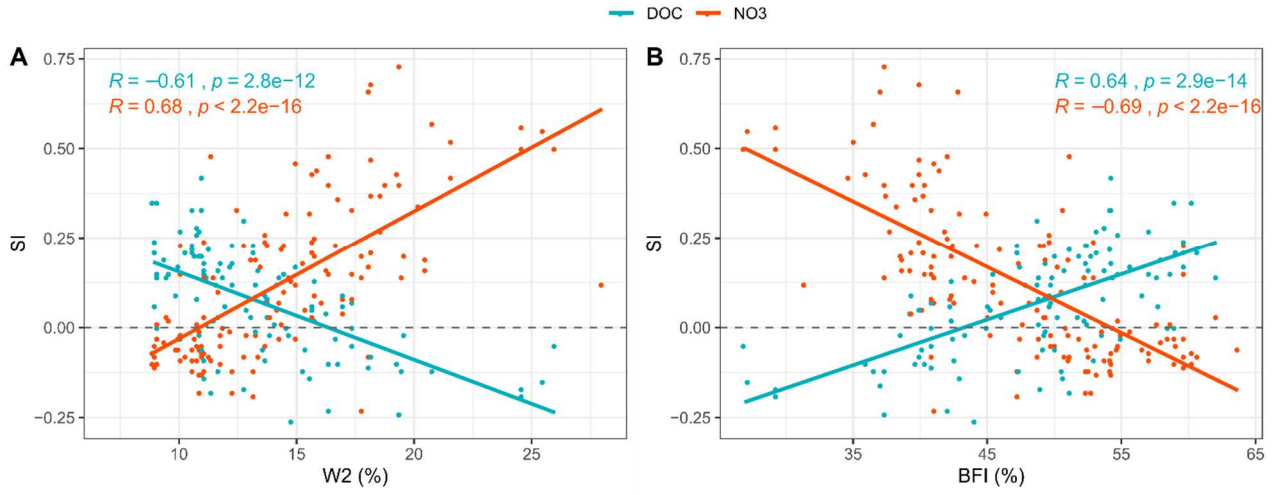 DOC NO3
A
R = −0.61 , p = 2.8e−12
R = 0.68 , p < 2.2e−16
0.75
0.50
0.25
0.00
−0.25
SI
10 15 20 25
W2 (%)
B
R = 0.64 , p = 2.9e−14
R = −0.69 , p < 2.2e−16
0.75
0.50
0.25
0.00
−0.25
SI
35 45 55 65
BFI (%)